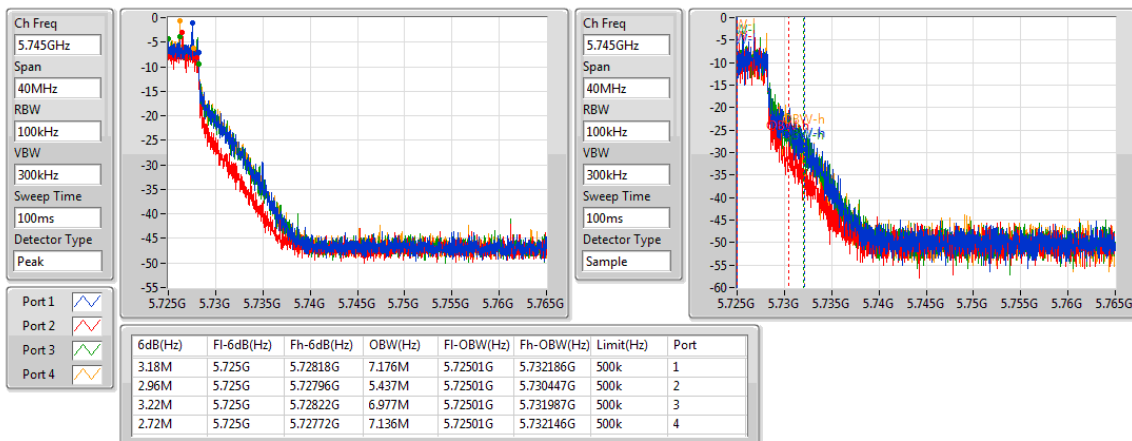 Ch Freq
5.745GHz
Span
40MHz
RBW
100kHz
VBW
300kHz
Sweep Time
100ms
Detector Type
Peak
0
-5
-10
-15
-20
-25
-30
-35
-40
-45
-50
-55
5.725G 5.73G 5.735G 5.74G 5.745G 5.75G 5.755G 5.76G 5.765G
Ch Freq
5.745GHz
Span
40MHz
RBW
100kHz
VBW
300kHz
Sweep Time
100ms
Detector Type
Sample
0
-5
-10
-15
-20
-25
-30
-35
-40
-45
-50
-55
-60
5.725G 5.73G 5.735G 5.74G 5.745G 5.75G 5.755G 5.76G 5.765G
Port 1
Port 2
Port 3
Port 4
6dB(Hz) Fl-6dB(Hz) Fh-6dB(Hz) OBW(Hz) Fl-OBW(Hz) Fh-OBW(Hz) Limit(Hz) Port
3.18M 5.725G 5.72818G 7.176M 5.72501G 5.732186G 500k 1
2.96M 5.725G 5.72796G 5.437M 5.72501G 5.730447G 500k 2
3.22M 5.725G 5.72822G 6.977M 5.72501G 5.731987G 500k 3
2.72M 5.725G 5.72772G 7.136M 5.72501G 5.732146G 500k 4